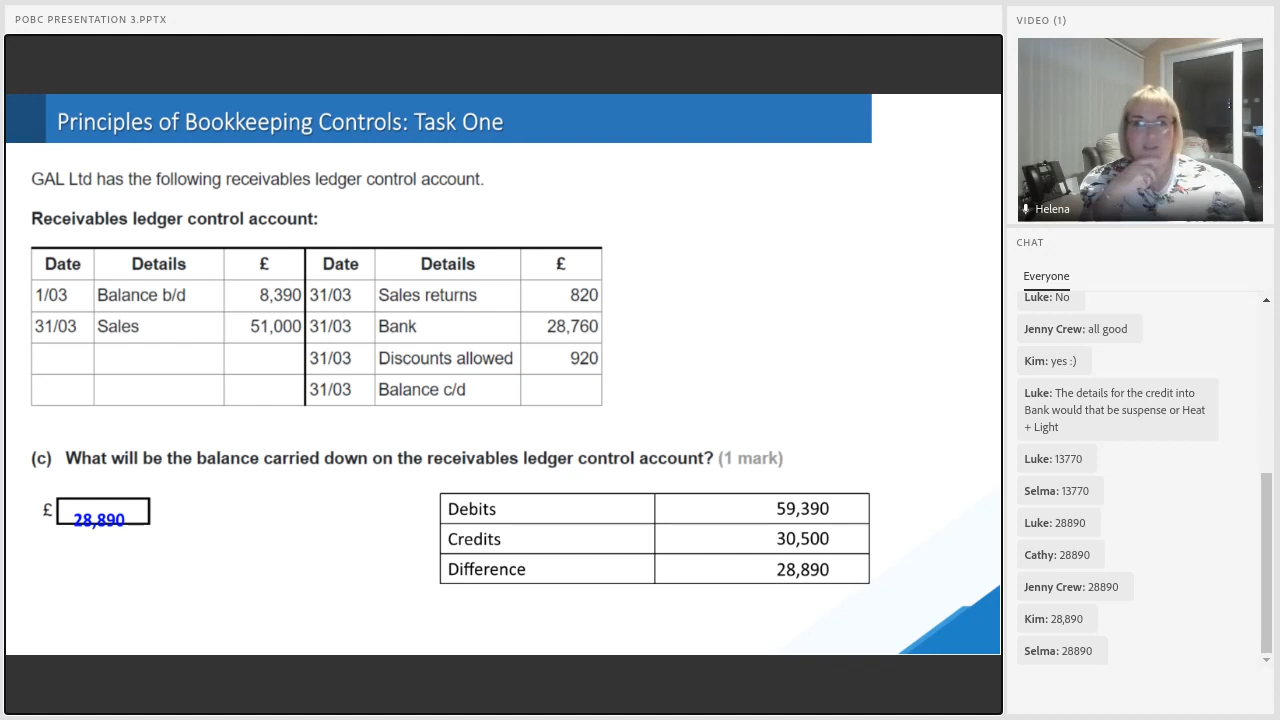 POBC PRESENTATION 3.PPTX
Principles of Bookkeeping Controls: Task One
GAL Ltd has the following receivables ledger control account.
Receivables ledger control account:
Date Details £ Date Details £
1/03 Balance b/d 8,390 31/03 Sales returns 820
31/03 Sales 51,000 31/03 Bank 28,760
31/03 Discounts allowed 920
31/03 Balance c/d
(c) What will be the balance carried down on the receivables ledger control account? (1 mark)
£ 28,890
Debits 59,390
Credits 30,500
Difference 28,890
VIDEO (1)
Helena
CHAT
Everyone
Luke: No
Jenny Crew: all good
Kim: yes :)
Luke: The details for the credit into
Bank would that be suspense or Heat
+ Light
Luke: 13770
Selma: 13770
Luke: 28890
Cathy: 28890
Jenny Crew: 28890
Kim: 28,890
Selma: 28890